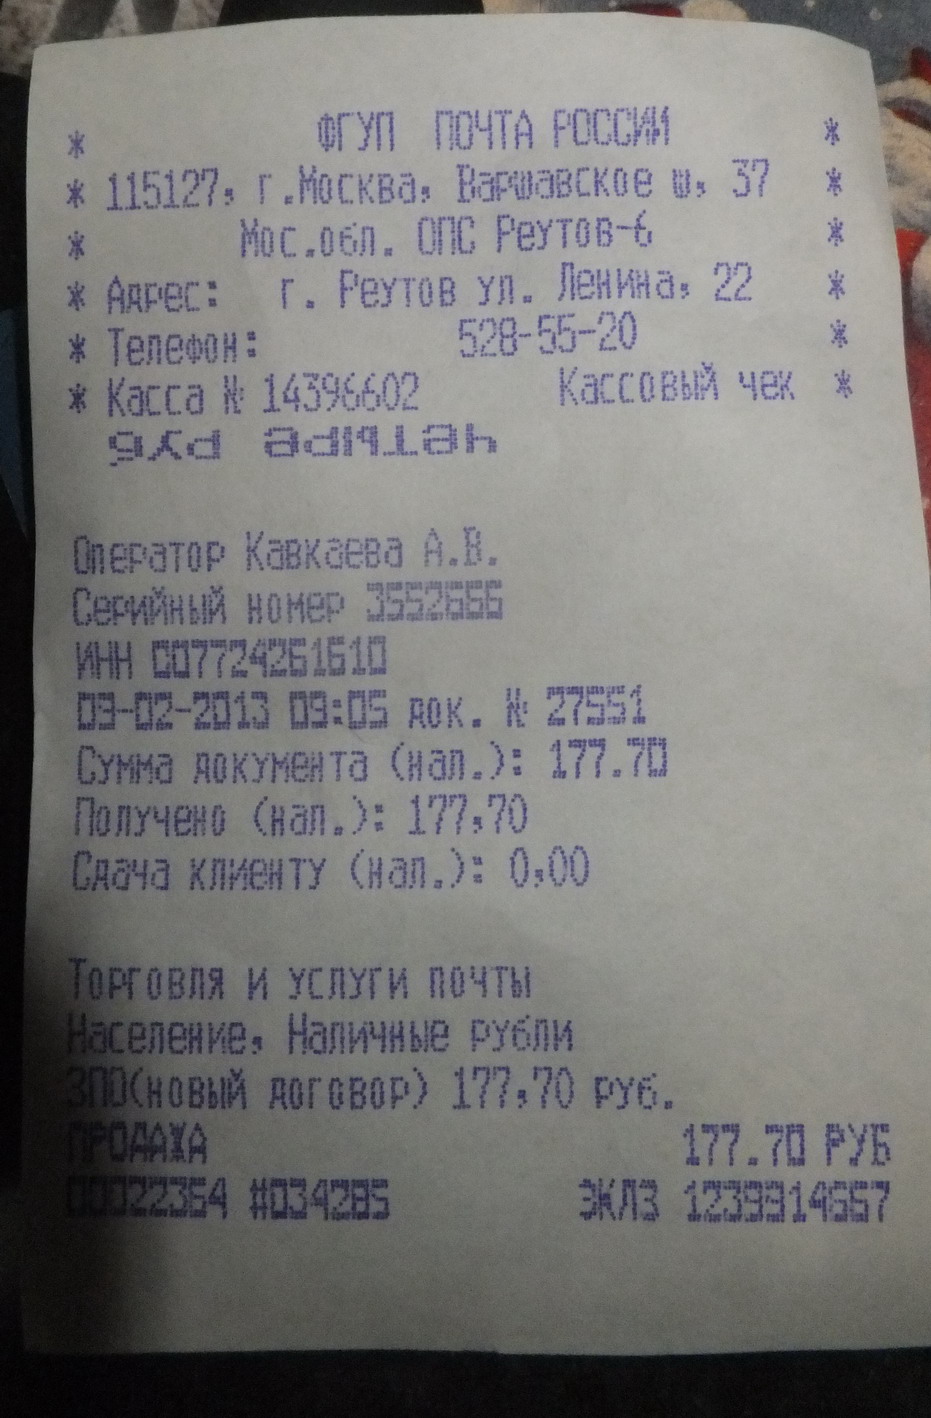 * ФГУП ПОЧТА РОССИИ *
* 115127, г.Москва, Варшавское ш, 37 *
* Мос.обл. ОПС Реутов-6 *
* Адрес: г. Реутов ул. Ленина, 22 *
* Телефон: 528-55-20 *
* Касса № 14396602 Кассовый чек *
Оператор Кавкаева А.В.
Серийный номер 3552666
ИНН 007724261610
09-02-2013 09:05 док. № 27551
Сумма документа (нал.): 177.70
Получено (нал.): 177,70
Сдача клиенту (нал.): 0,00
Торговля и услуги почты
Население, Наличные рубли
ЗПО(новый договор) 177,70 руб.
ПРОДАЖА 177.70 РУБ
00022364 #034285 ЭКЛЗ 1239914667